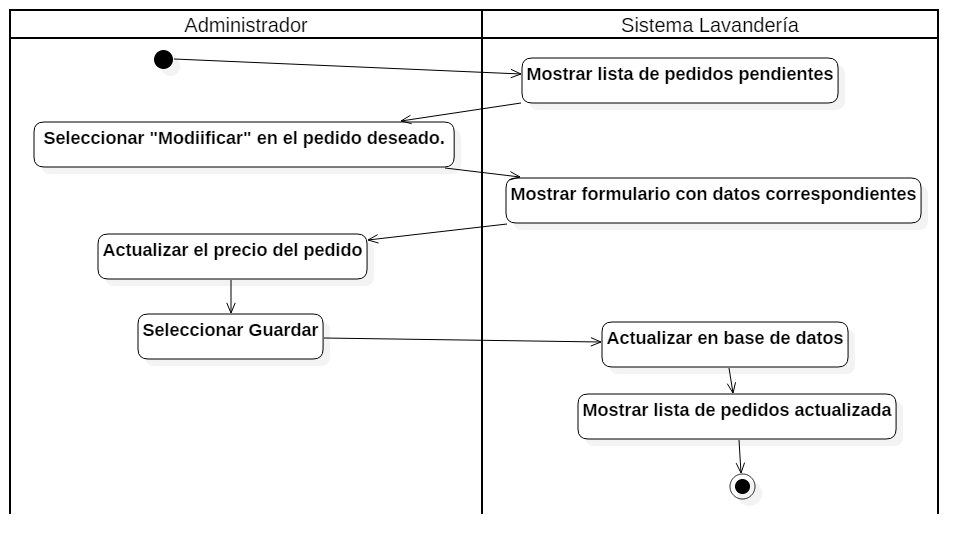 Administrador
Sistema Lavandería
Mostrar lista de pedidos pendientes
Seleccionar "Modiificar" en el pedido deseado.
Mostrar formulario con datos correspondientes
Actualizar el precio del pedido
Seleccionar Guardar
Actualizar en base de datos
Mostrar lista de pedidos actualizada